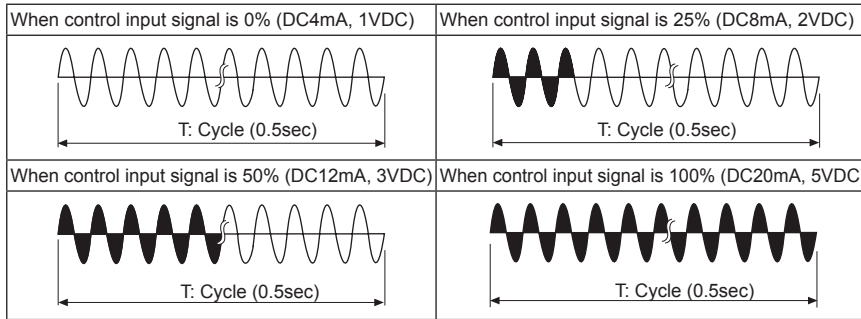 When control input signal is 0% (DC4mA, 1VDC)
When control input signal is 25% (DC8mA, 2VDC)
T: Cycle (0.5sec)
T: Cycle (0.5sec)
When control input signal is 50% (DC12mA, 3VDC)
When control input signal is 100% (DC20mA, 5VDC
T: Cycle (0.5sec)
T: Cycle (0.5sec)